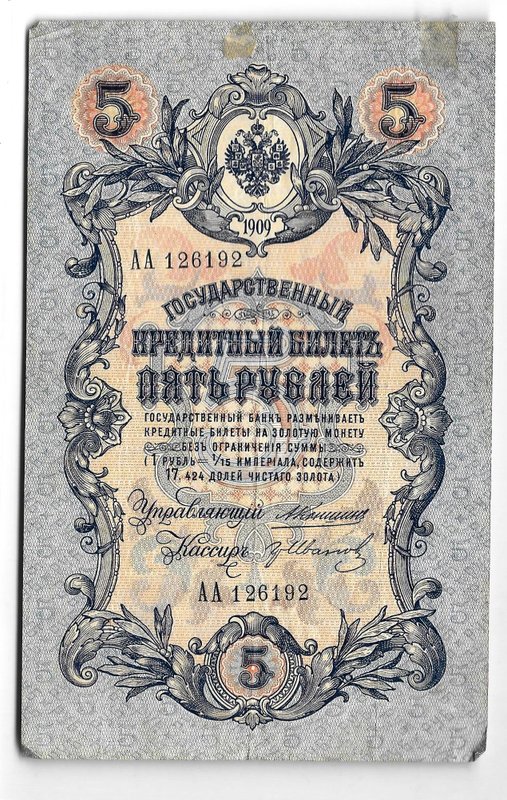 5 5
1909
АА 126192
ГОСУДАРСТВЕННЫЙ
КРЕДИТНЫЙ БИЛЕТЪ
ПЯТЬ РУБЛЕЙ
ГОСУДАРСТВЕННЫЙ БАНКЪ РАЗМѢНИВАЕТЪ
КРЕДИТНЫЕ БИЛЕТЫ НА ЗОЛОТУЮ МОНЕТУ
БЕЗЪ ОГРАНИЧЕНІЯ СУММЫ
(1 РУБЛЬ — 1/15 ИМПЕРІАЛА, СОДЕРЖИТЪ
17,424 ДОЛЕЙ ЧИСТАГО ЗОЛОТА)
Управляющій
Кассиръ
АА 126192
5